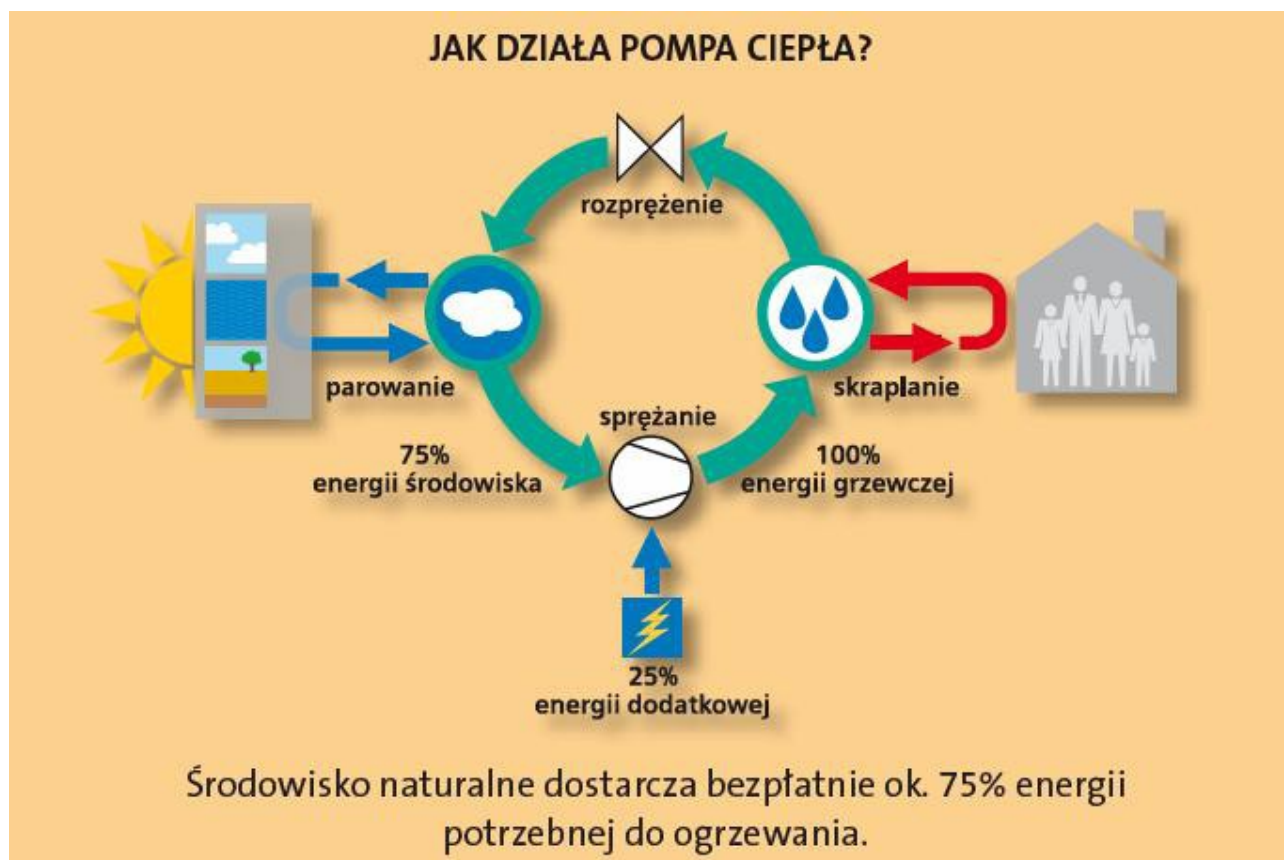 JAK DZIAŁA POMPA CIEPŁA?
rozprężenie
parowanie
skraplanie
sprężanie
75%
energii środowiska
100%
energii grzewczej
25%
energii dodatkowej
Środowisko naturalne dostarcza bezpłatnie ok. 75% energii
potrzebnej do ogrzewania.